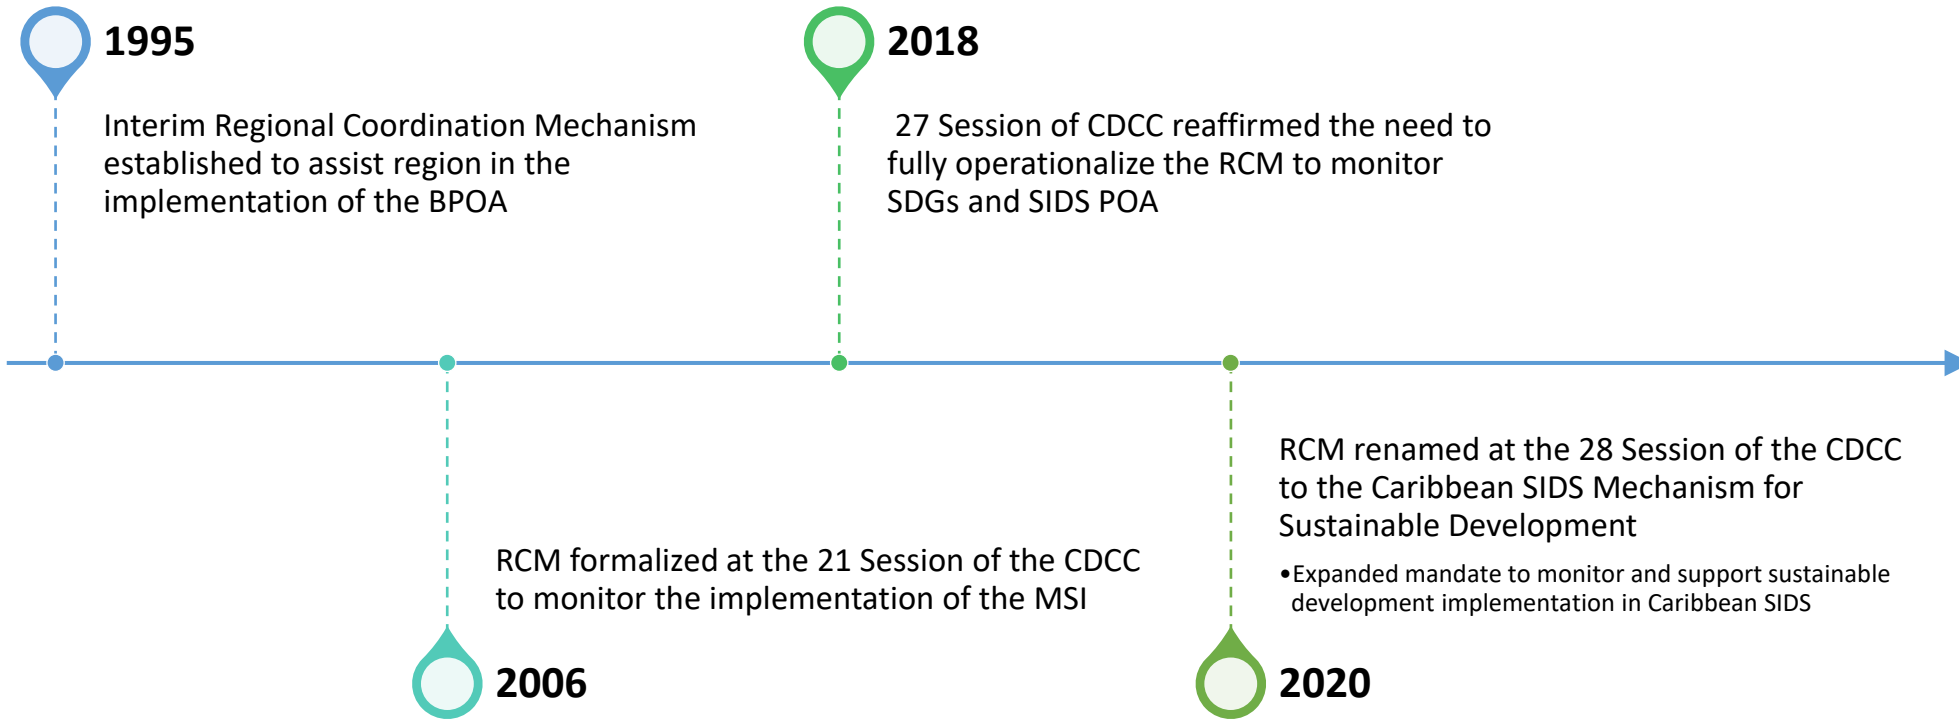 1995
Interim Regional Coordination Mechanism
established to assist region in the
implementation of the BPOA
2006
RCM formalized at the 21 Session of the CDCC
to monitor the implementation of the MSI
2018
27 Session of CDCC reaffirmed the need to
fully operationalize the RCM to monitor
SDGs and SIDS POA
2020
RCM renamed at the 28 Session of the CDCC
to the Caribbean SIDS Mechanism for
Sustainable Development
•Expanded mandate to monitor and support sustainable
development implementation in Caribbean SIDS